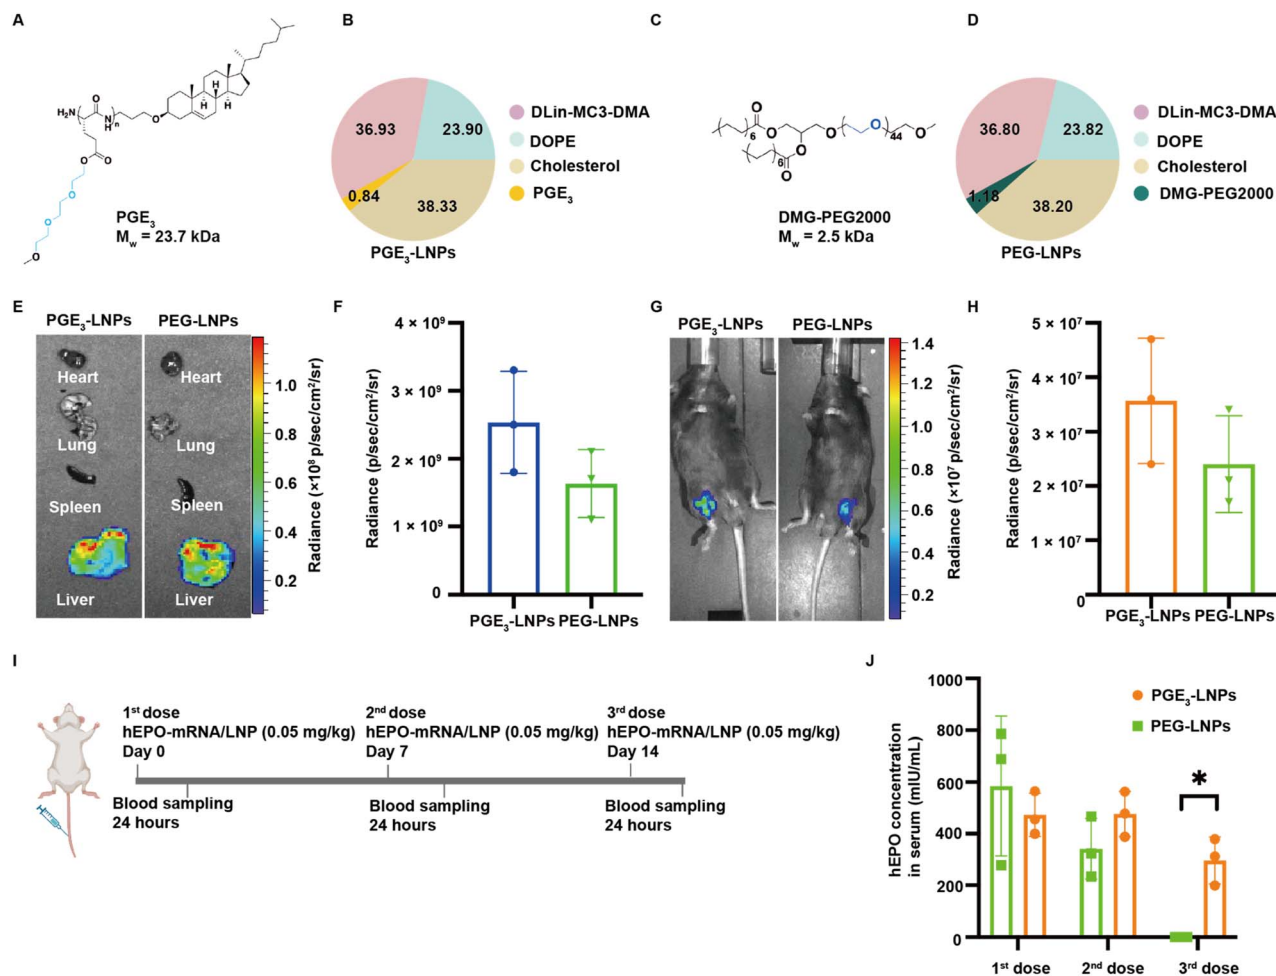 A
B
C
D
H₂N
O
N
H
n
O
H
H
H
O
O
O
O
O
O
PGE₃
M_w = 23.7 kDa
36.93
23.90
0.84
38.33
PGE₃-LNPs
DLin-MC3-DMA
DOPE
Cholesterol
PGE₃
O
6
O
O
O
44
O
6
O
O
DMG-PEG2000
M_w = 2.5 kDa
36.80
23.82
1.18
38.20
PEG-LNPs
DLin-MC3-DMA
DOPE
Cholesterol
DMG-PEG2000
E
PGE₃-LNPs
PEG-LNPs
Heart
Heart
Lung
Lung
Spleen
Spleen
Liver
Liver
1.0
0.8
0.6
0.4
0.2
Radiance (×10⁸ p/sec/cm²/sr)
F
Radiance (p/sec/cm²/sr)
4 × 10⁹
3 × 10⁹
2 × 10⁹
1 × 10⁹
0
PGE₃-LNPs PEG-LNPs
G
PGE₃-LNPs
PEG-LNPs
1.4
1.2
1.0
0.8
0.6
0.4
0.2
Radiance (×10⁷ p/sec/cm²/sr)
H
Radiance (p/sec/cm²/sr)
5 × 10⁷
4 × 10⁷
3 × 10⁷
2 × 10⁷
1 × 10⁷
0
PGE₃-LNPs PEG-LNPs
I
1st dose
hEPO-mRNA/LNP (0.05 mg/kg)
Day 0
2nd dose
hEPO-mRNA/LNP (0.05 mg/kg)
Day 7
3rd dose
hEPO-mRNA/LNP (0.05 mg/kg)
Day 14
Blood sampling
24 hours
Blood sampling
24 hours
Blood sampling
24 hours
J
hEPO concentration
in serum (mIU/mL)
1000
800
600
400
200
0
PGE₃-LNPs
PEG-LNPs
*
1st dose
2nd dose
3rd dose